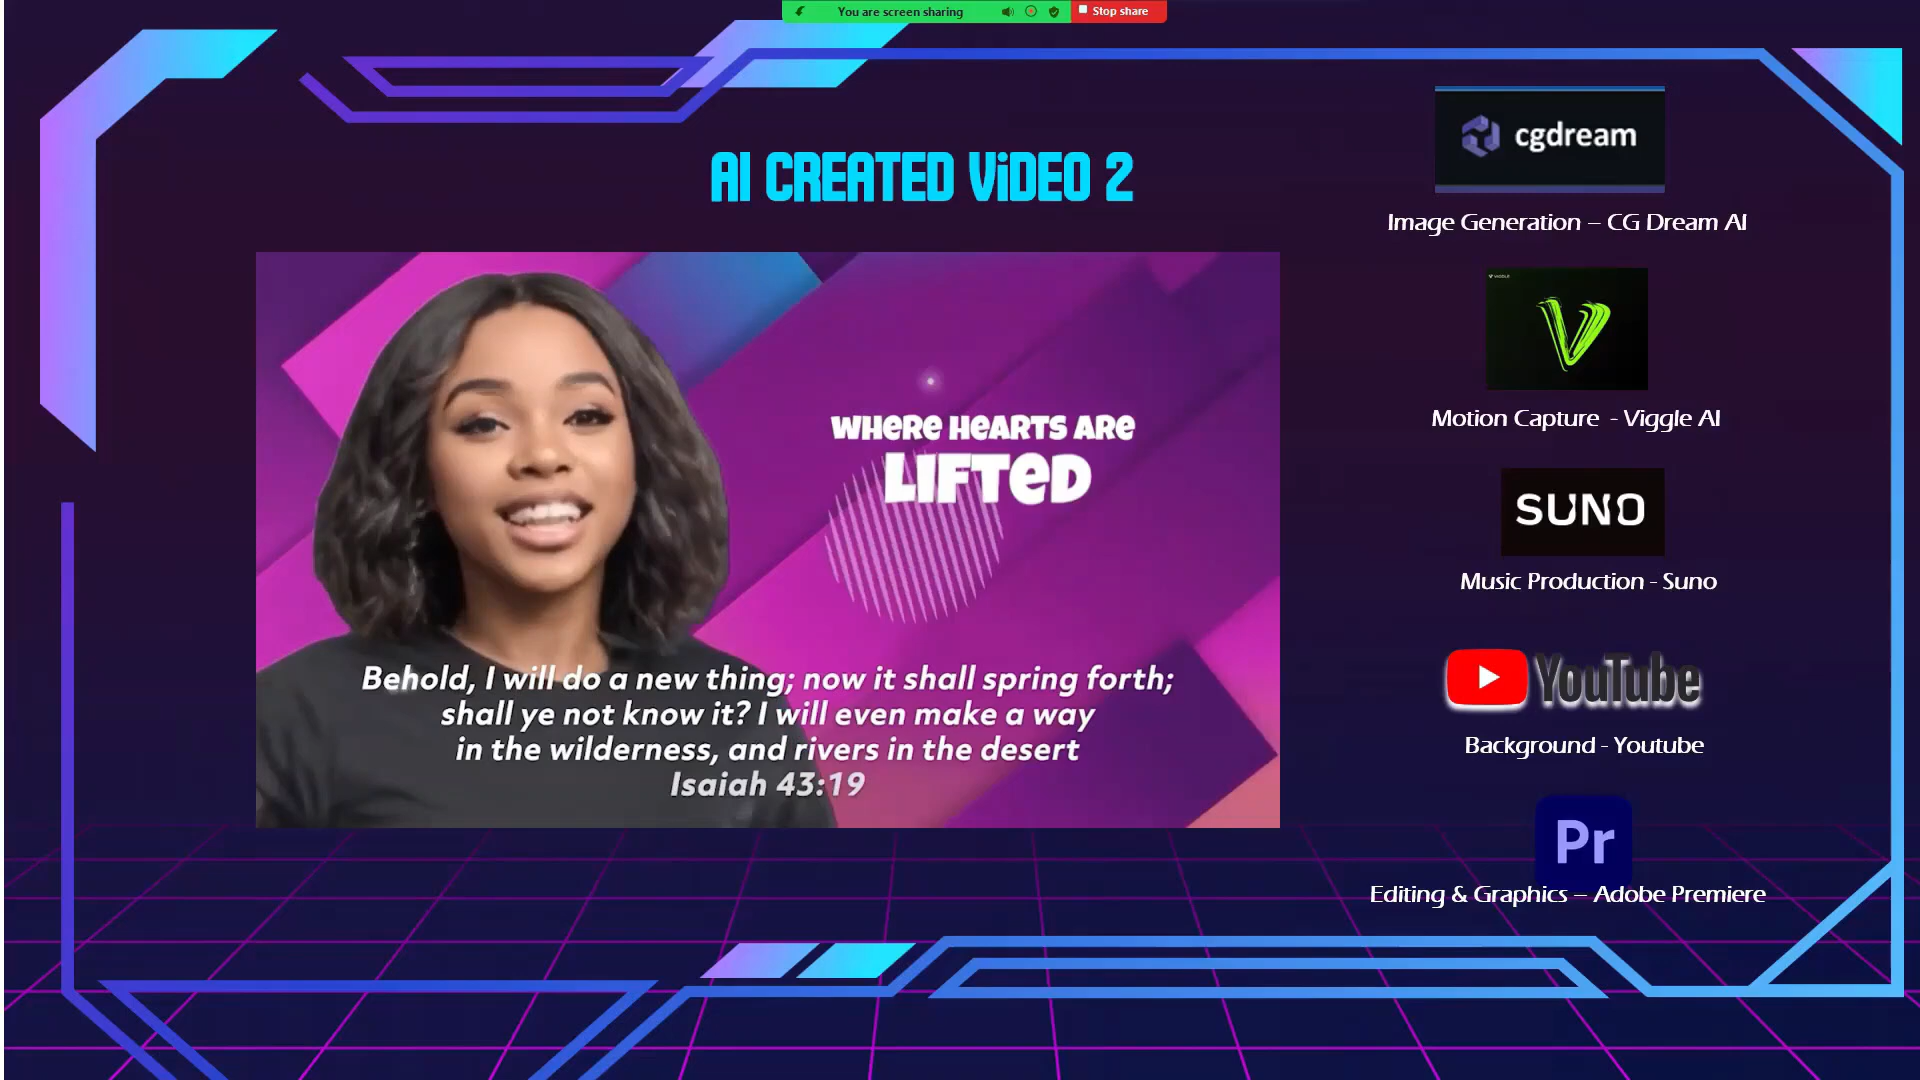 You are screen sharing
Stop share
AI CREATED ViDEO 2
WHERE HEARTS ARE
LIFTED
Behold, I will do a new thing; now it shall spring forth;
shall ye not know it? I will even make a way
in the wilderness, and rivers in the desert
Isaiah 43:19
cgdream
Image Generation – CG Dream AI
VIGGLE
Motion Capture - Viggle AI
SUNO
Music Production - Suno
YouTube
Background - Youtube
Pr
Editing & Graphics – Adobe Premiere